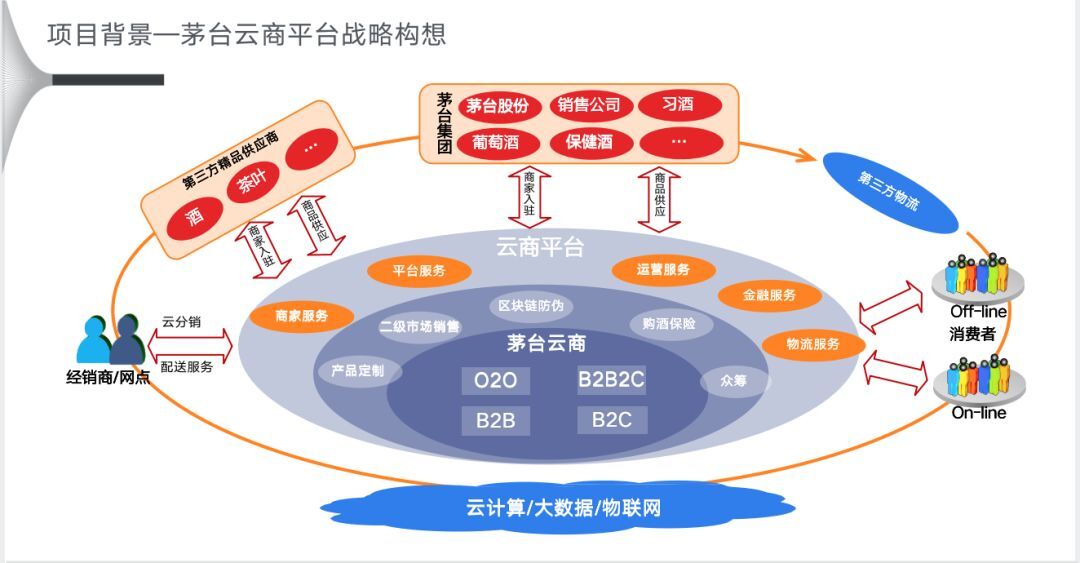 项目背景—茅台云商平台战略构想
茅台集团
茅台股份
销售公司
习酒
葡萄酒
保健酒
...
第三方精品供应商
酒
茶叶
...
第三方物流
商家入驻
商品供应
商家入驻
商品供应
云商平台
平台服务
运营服务
商家服务
金融服务
物流服务
区块链防伪
二级市场销售
购酒保险
产品定制
众筹
茅台云商
O2O
B2B2C
B2B
B2C
云分销
配送服务
经销商/网点
Off-line
消费者
On-line
云计算/大数据/物联网